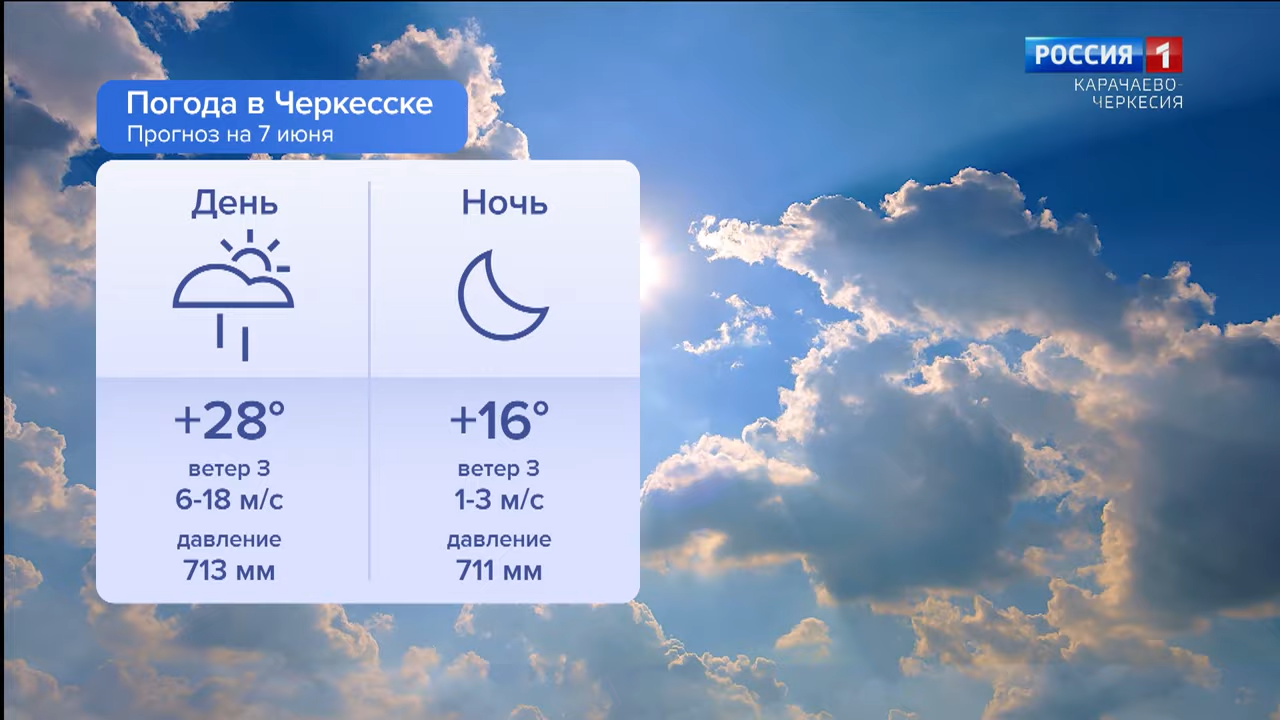 РОССИЯ 1
КАРАЧАЕВО-
ЧЕРКЕСИЯ
Погода в Черкесске
Прогноз на 7 июня
День
Ночь
+28°
+16°
ветер З
ветер З
6-18 м/с
1-3 м/с
давление
давление
713 мм
711 мм